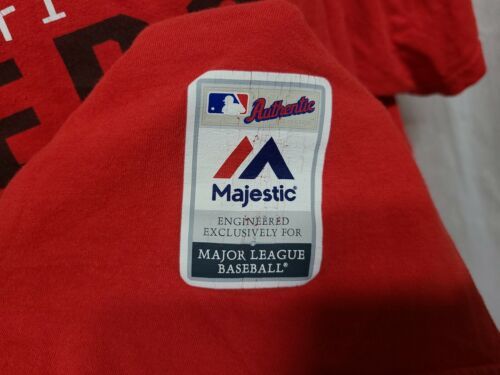 Authentic
Majestic®
ENGINEERED
EXCLUSIVELY FOR
MAJOR LEAGUE
BASEBALL®